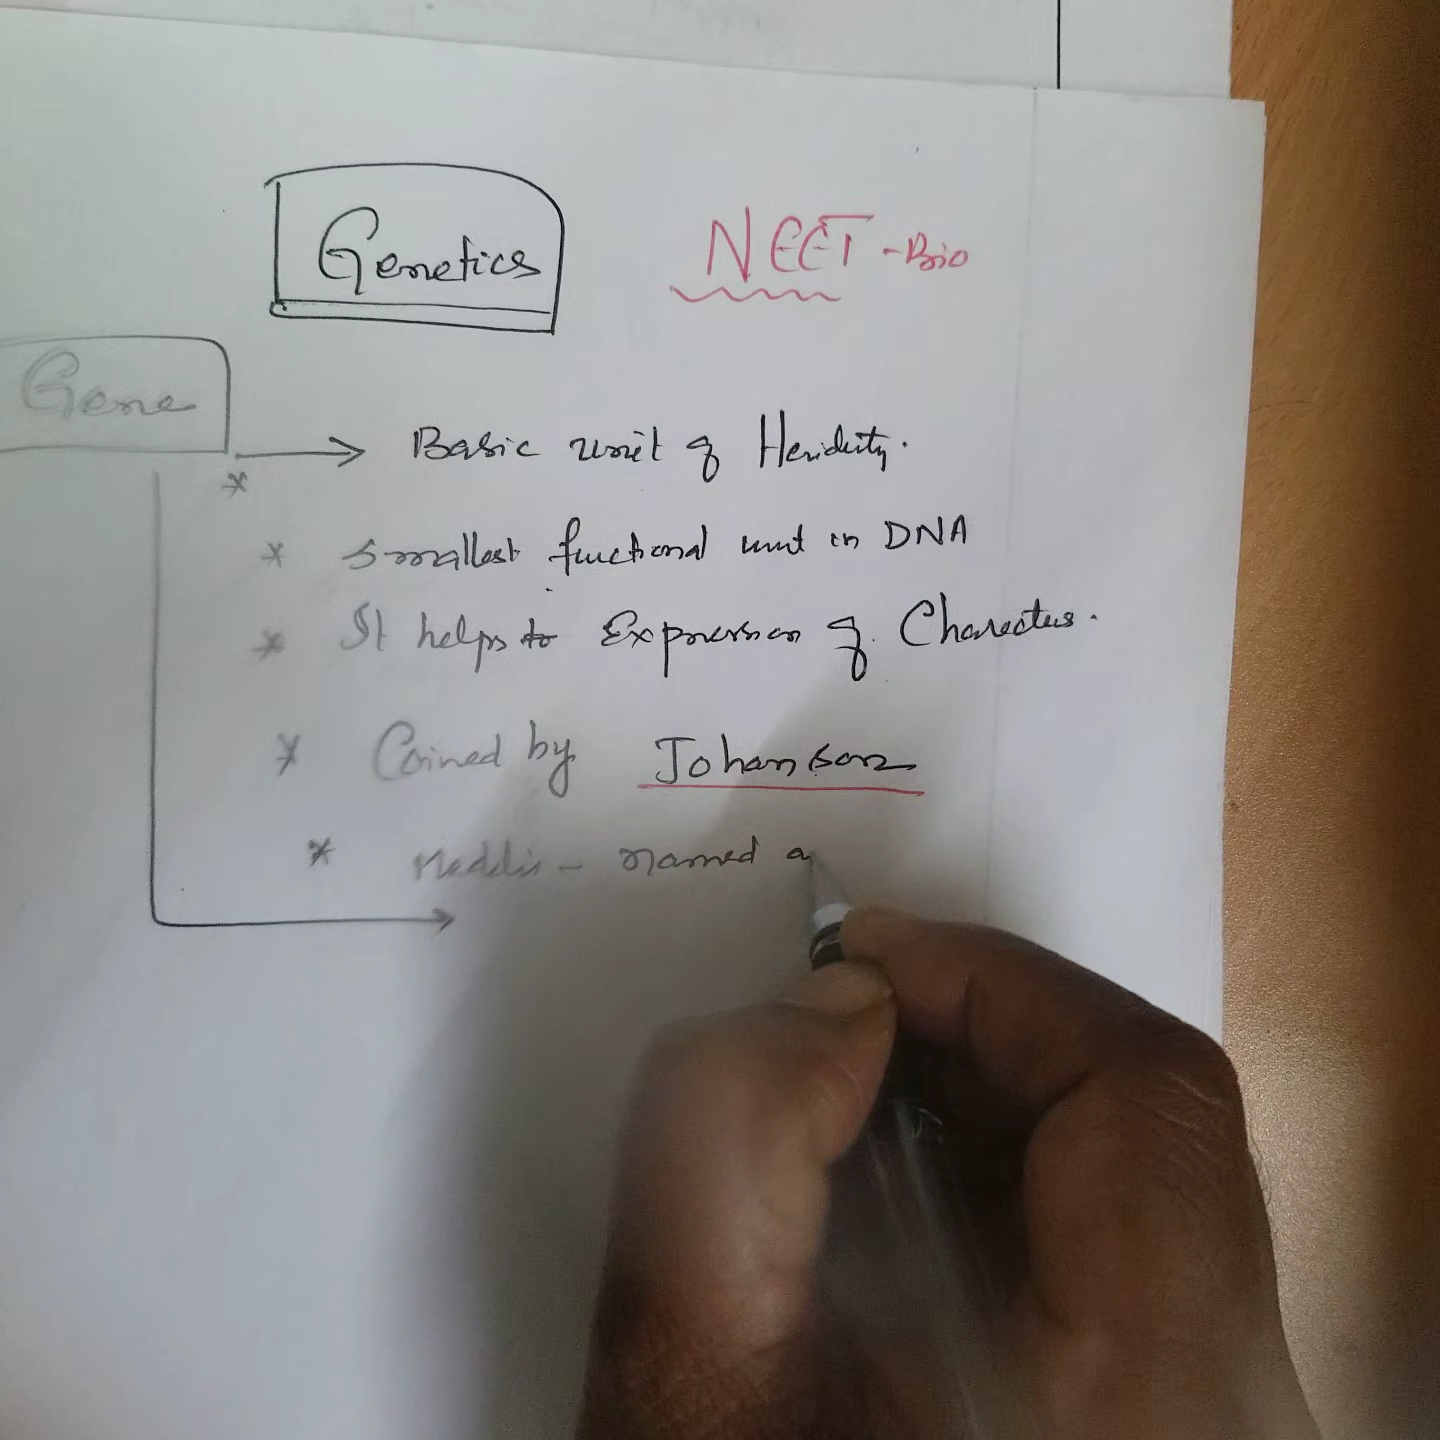 Genetics
NEET - Bio
Gene
Basic unit of Heridity.
* Smallest functional unit in DNA
* It helps to Expression of Charecters.
* Coined by Johanson
* named a